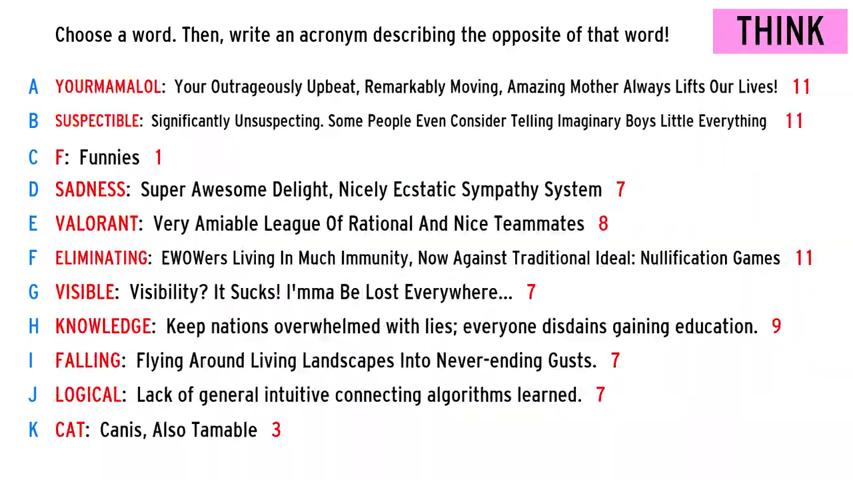 Choose a word. Then, write an acronym describing the opposite of that word!
THINK
A YOURMAMALOL: Your Outrageously Upbeat, Remarkably Moving, Amazing Mother Always Lifts Our Lives! 11
B SUSPECTIBLE: Significantly Unsuspecting. Some People Even Consider Telling Imaginary Boys Little Everything 11
C F: Funnies 1
D SADNESS: Super Awesome Delight, Nicely Ecstatic Sympathy System 7
E VALORANT: Very Amiable League Of Rational And Nice Teammates 8
F ELIMINATING: EWOWers Living In Much Immunity, Now Against Traditional Ideal: Nullification Games 11
G VISIBLE: Visibility? It Sucks! I'mma Be Lost Everywhere... 7
H KNOWLEDGE: Keep nations overwhelmed with lies; everyone disdains gaining education. 9
I FALLING: Flying Around Living Landscapes Into Never-ending Gusts. 7
J LOGICAL: Lack of general intuitive connecting algorithms learned. 7
K CAT: Canis, Also Tamable 3